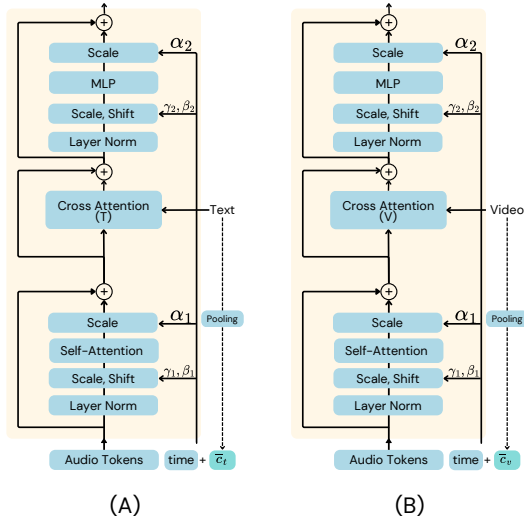 +
Scale
α₂
MLP
Scale, Shift
γ₂, β₂
Layer Norm
+
Cross Attention
(T)
Text
+
Scale
α₁
Pooling
Self-Attention
Scale, Shift
γ₁, β₁
Layer Norm
Audio Tokens
time + c̅ₜ
(A)
+
Scale
α₂
MLP
Scale, Shift
γ₂, β₂
Layer Norm
+
Cross Attention
(V)
Video
+
Scale
α₁
Pooling
Self-Attention
Scale, Shift
γ₁, β₁
Layer Norm
Audio Tokens
time + c̅ᵥ
(B)